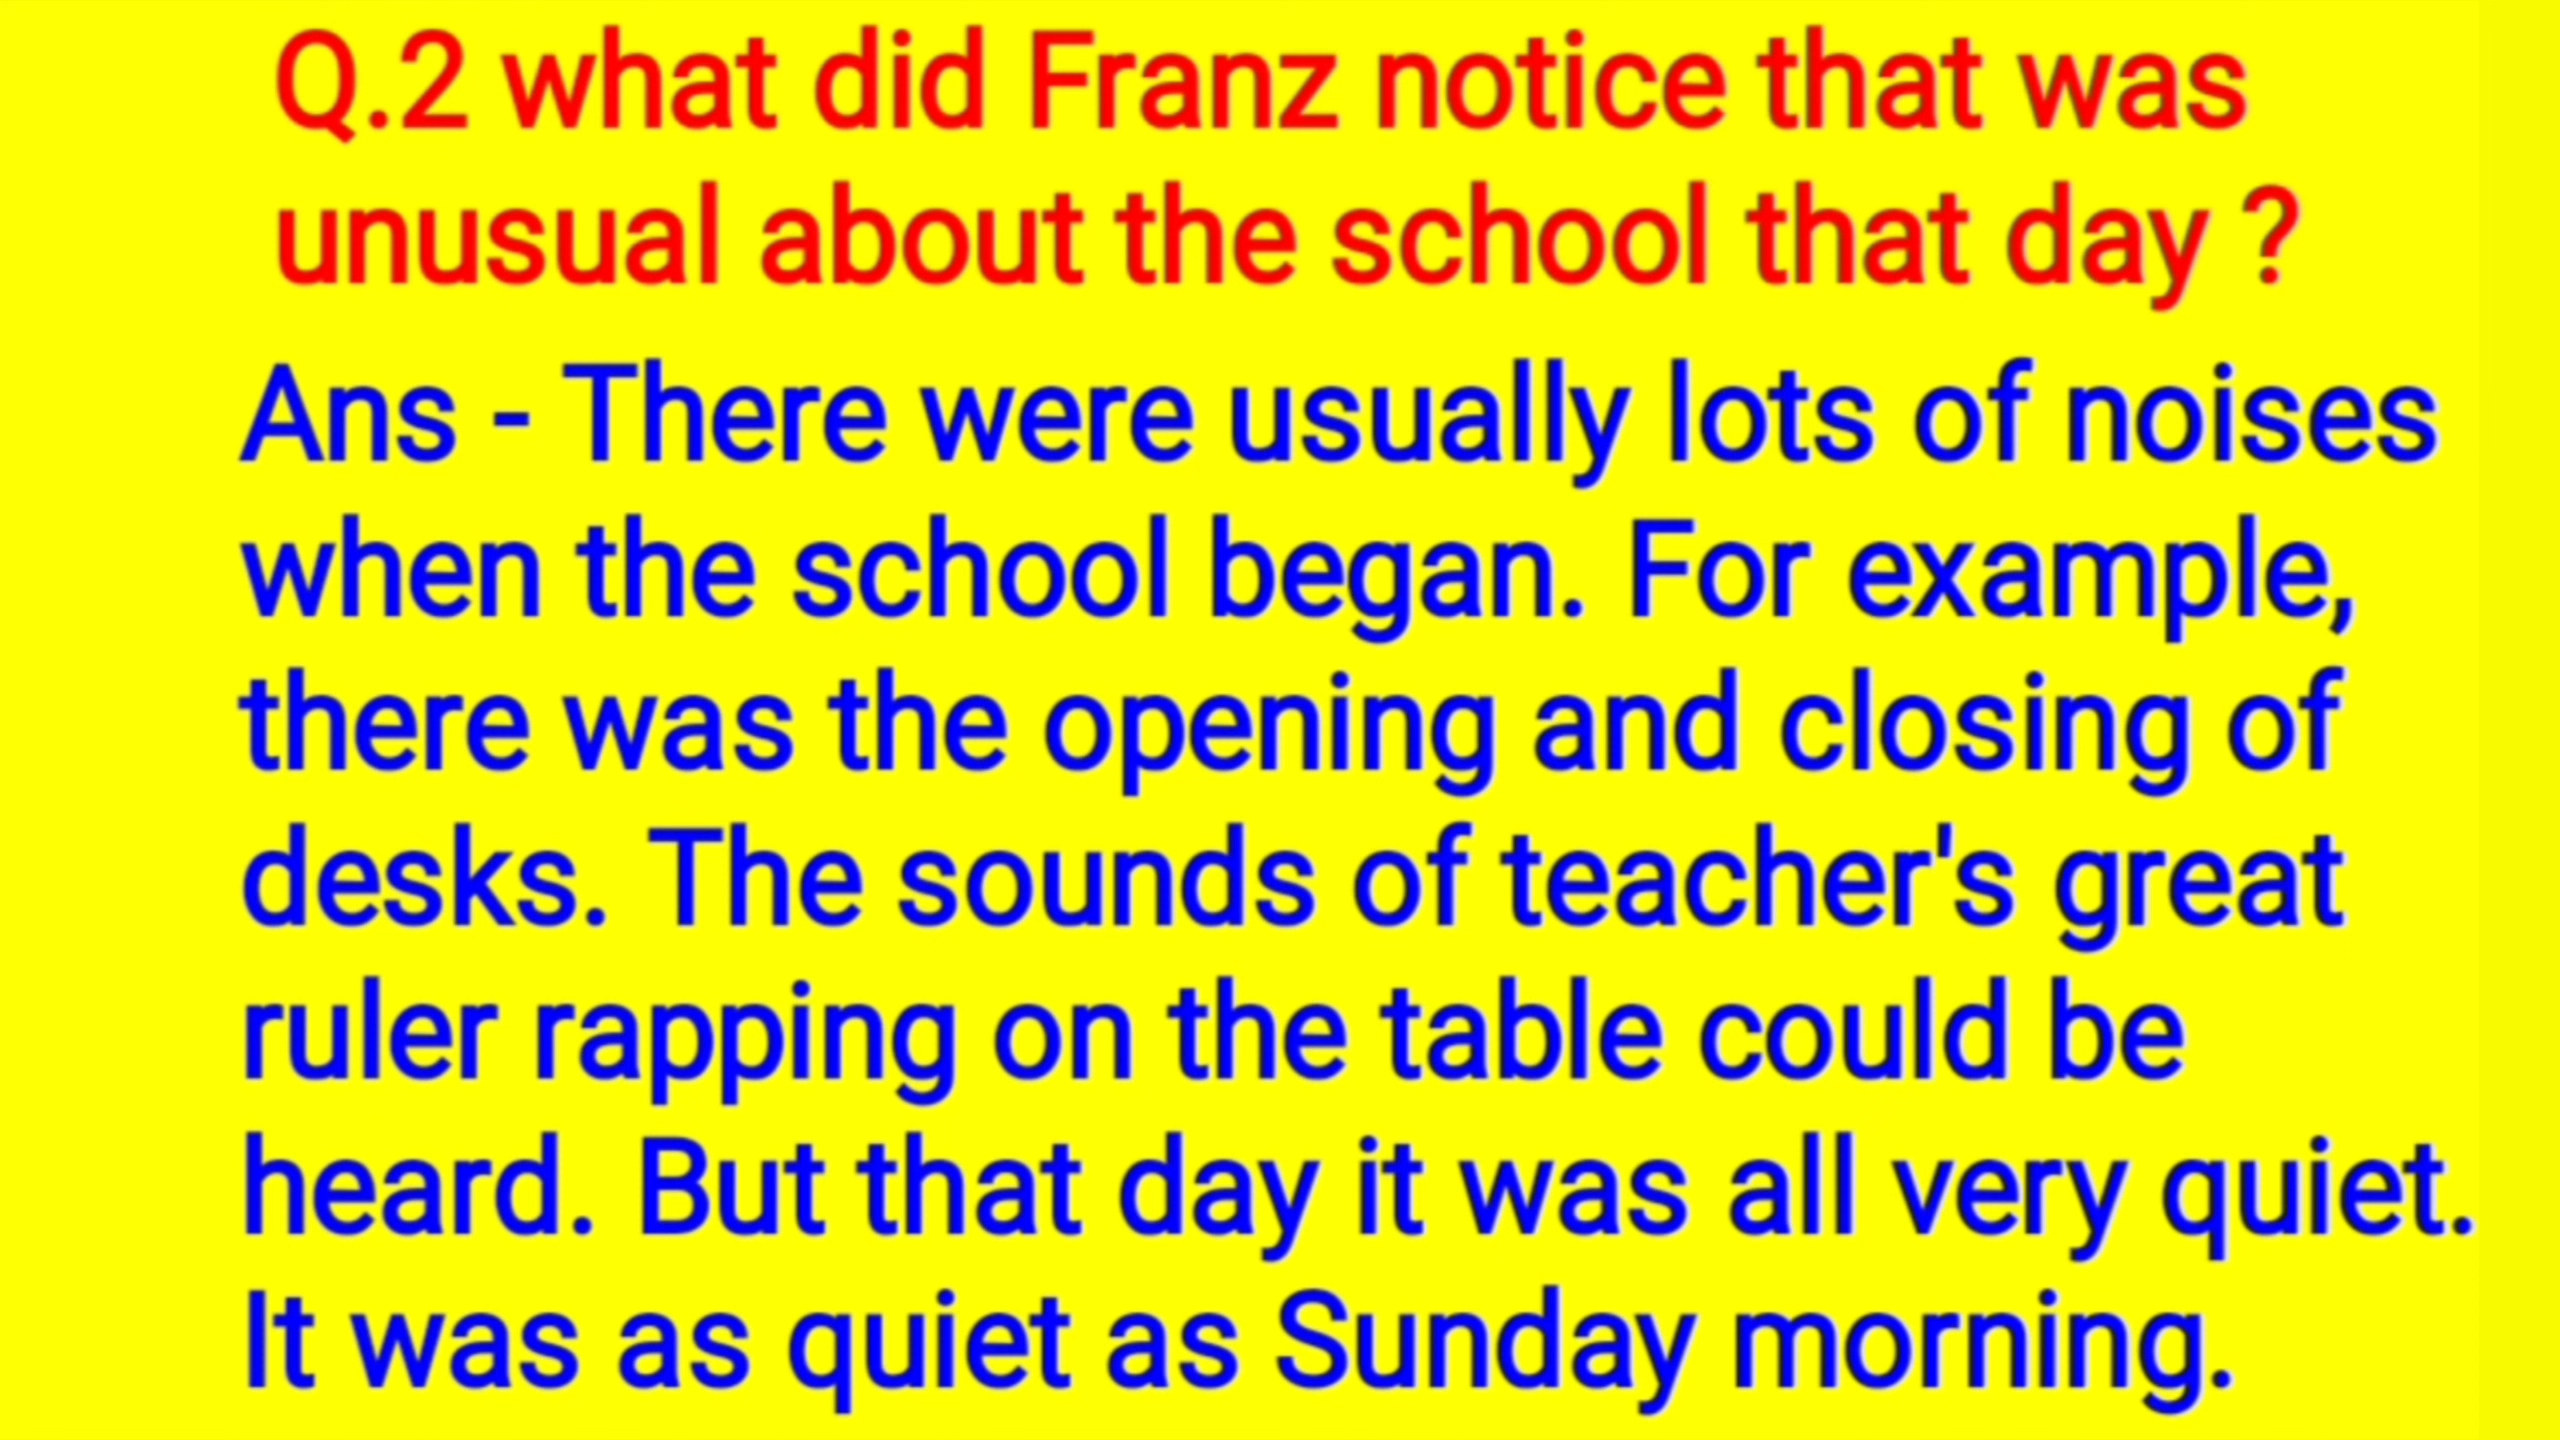 Q.2 what did Franz notice that was
unusual about the school that day ?
Ans - There were usually lots of noises
when the school began. For example,
there was the opening and closing of
desks. The sounds of teacher's great
ruler rapping on the table could be
heard. But that day it was all very quiet.
It was as quiet as Sunday morning.